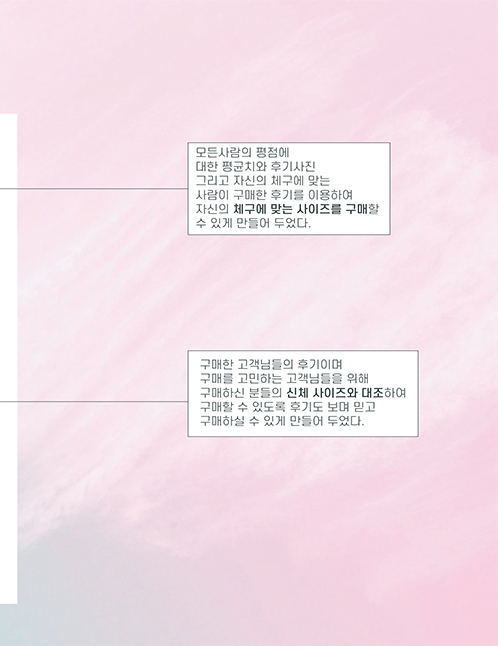 모든사람의 평점에
대한 평균치와 후기사진
그리고 자신의 체구에 맞는
사람이 구매한 후기를 이용하여
자신의 체구에 맞는 사이즈를 구매할
수 있게 만들어 두었다.
구매한 고객님들의 후기이며
구매를 고민하는 고객님들을 위해
구매하신 분들의 신체 사이즈와 대조하여
구매할 수 있도록 후기도 보며 믿고
구매하실 수 있게 만들어 두었다.